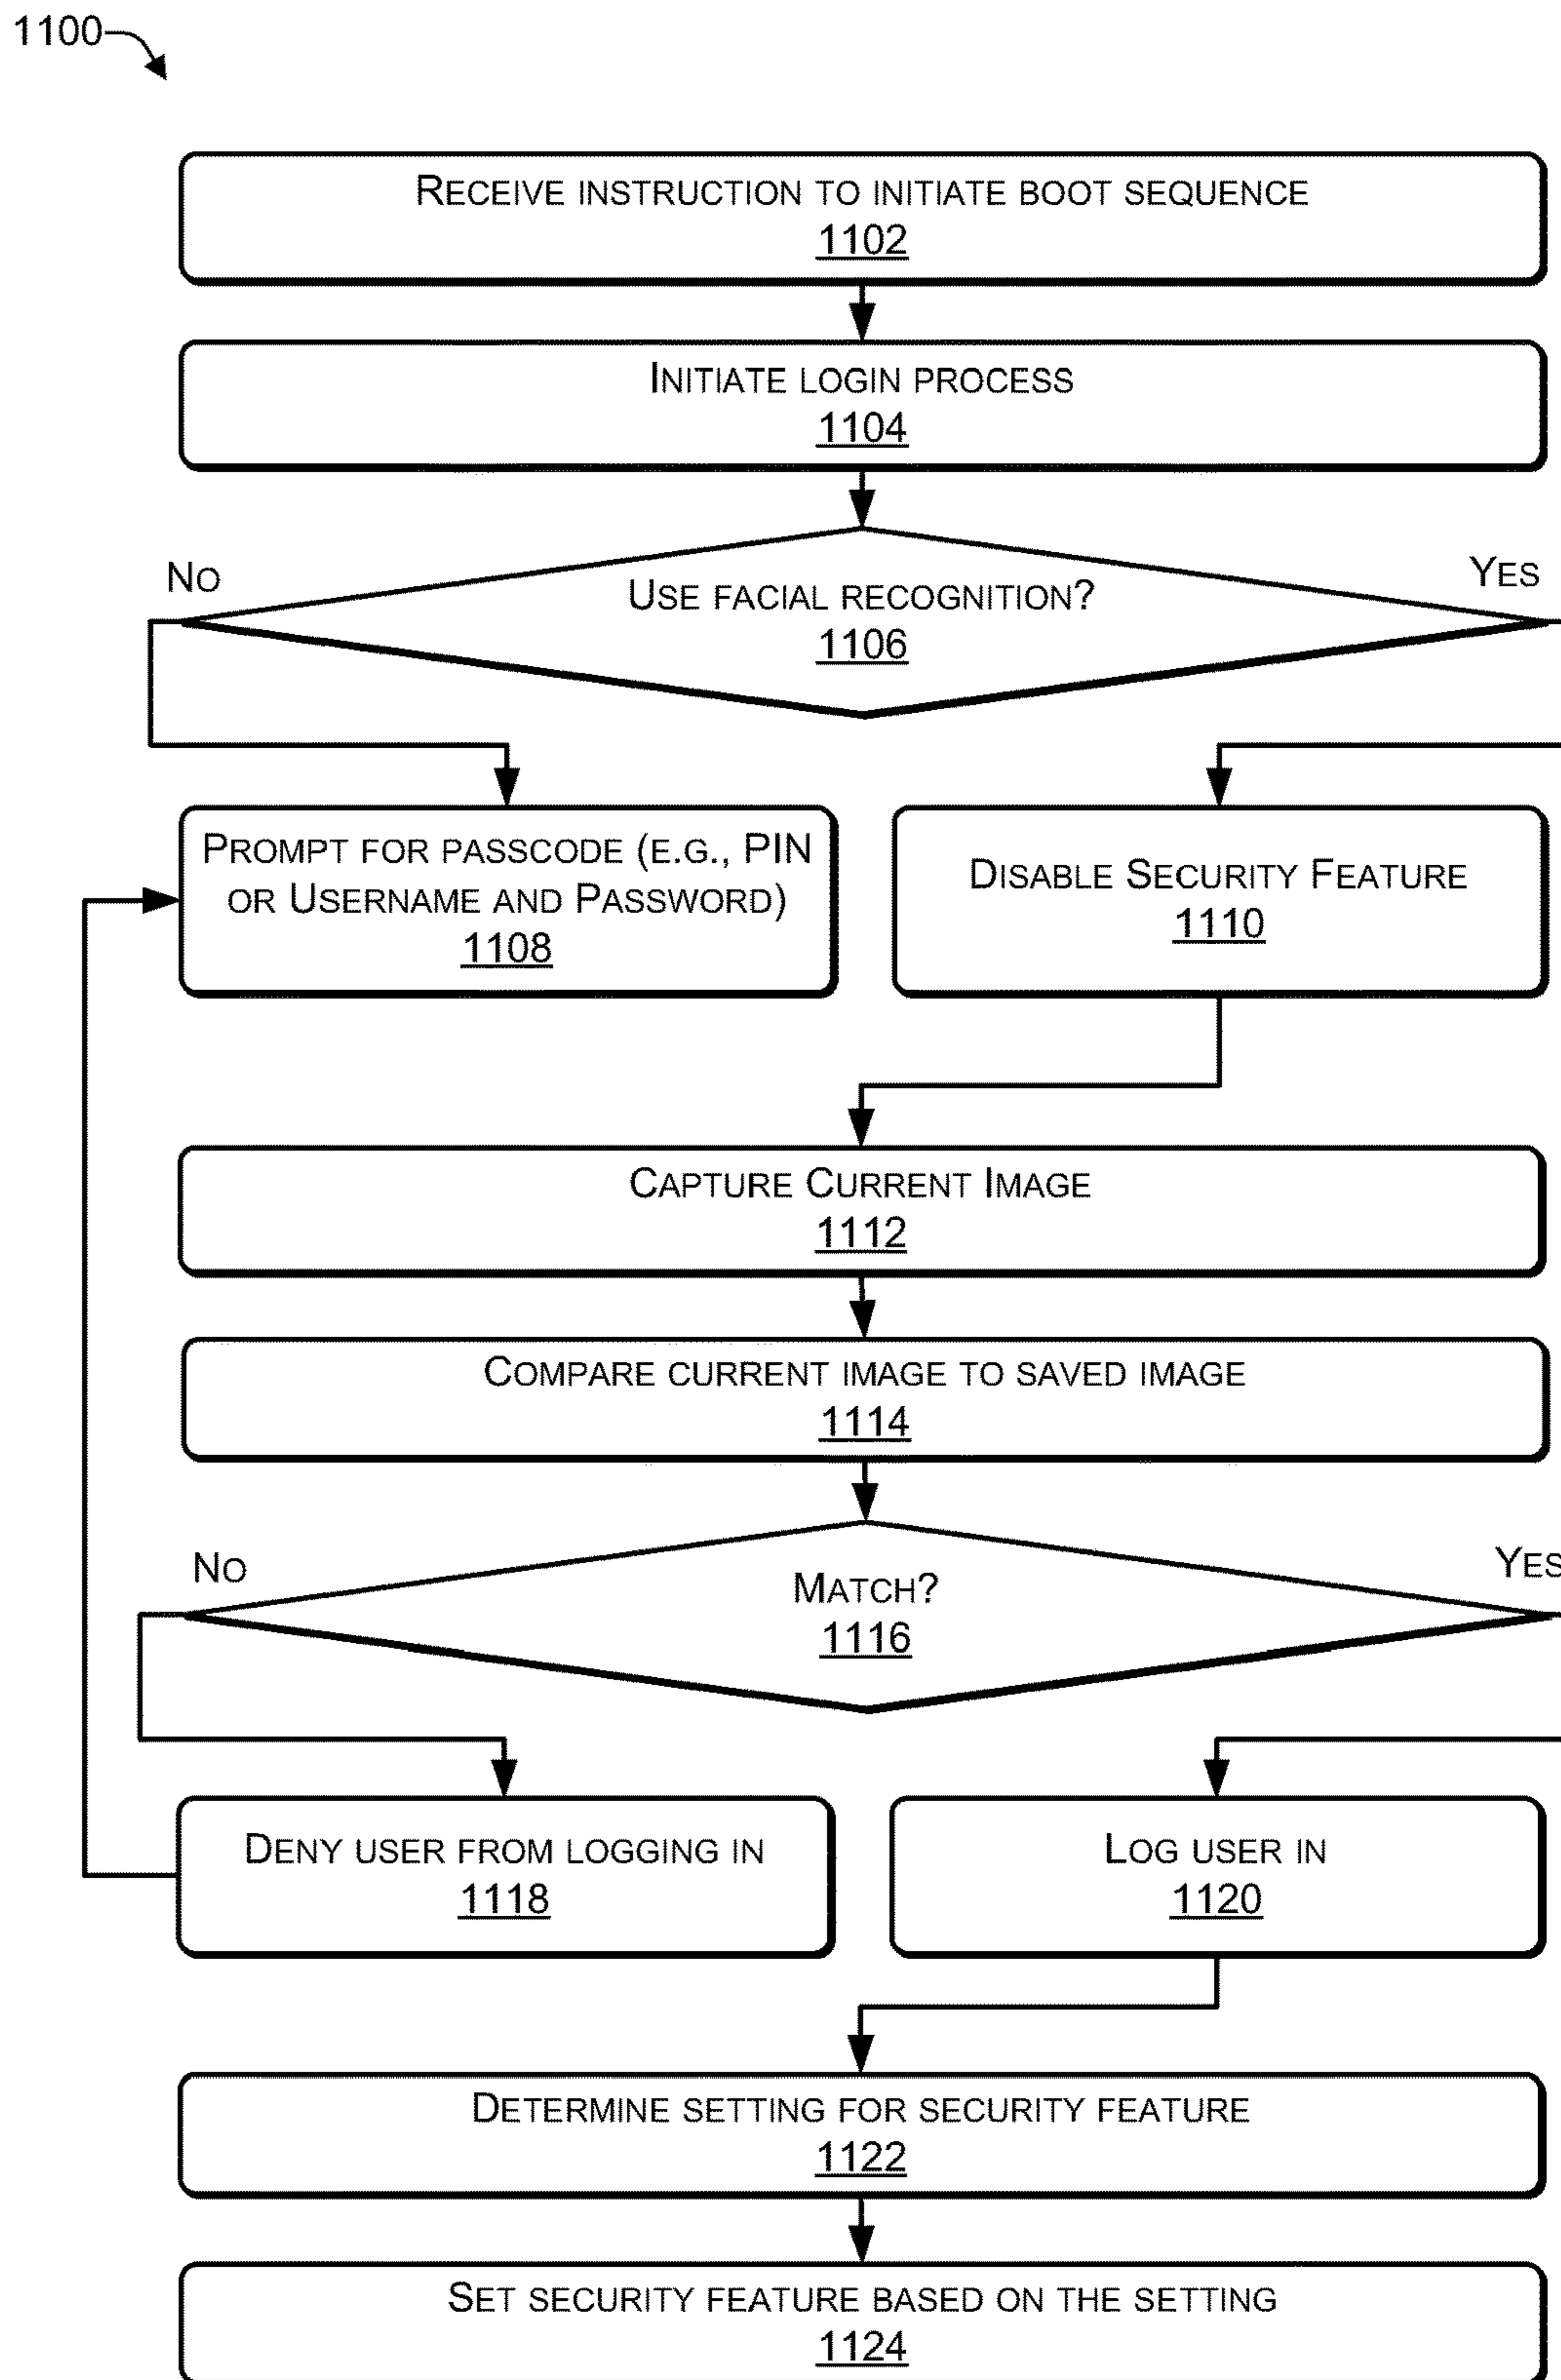 1100
RECEIVE INSTRUCTION TO INITIATE BOOT SEQUENCE
1102
INITIATE LOGIN PROCESS
1104
NO
YES
USE FACIAL RECOGNITION?
1106
PROMPT FOR PASSCODE (E.G., PIN
OR USERNAME AND PASSWORD)
1108
DISABLE SECURITY FEATURE
1110
CAPTURE CURRENT IMAGE
1112
COMPARE CURRENT IMAGE TO SAVED IMAGE
1114
NO
YES
MATCH?
1116
DENY USER FROM LOGGING IN
1118
LOG USER IN
1120
DETERMINE SETTING FOR SECURITY FEATURE
1122
SET SECURITY FEATURE BASED ON THE SETTING
1124